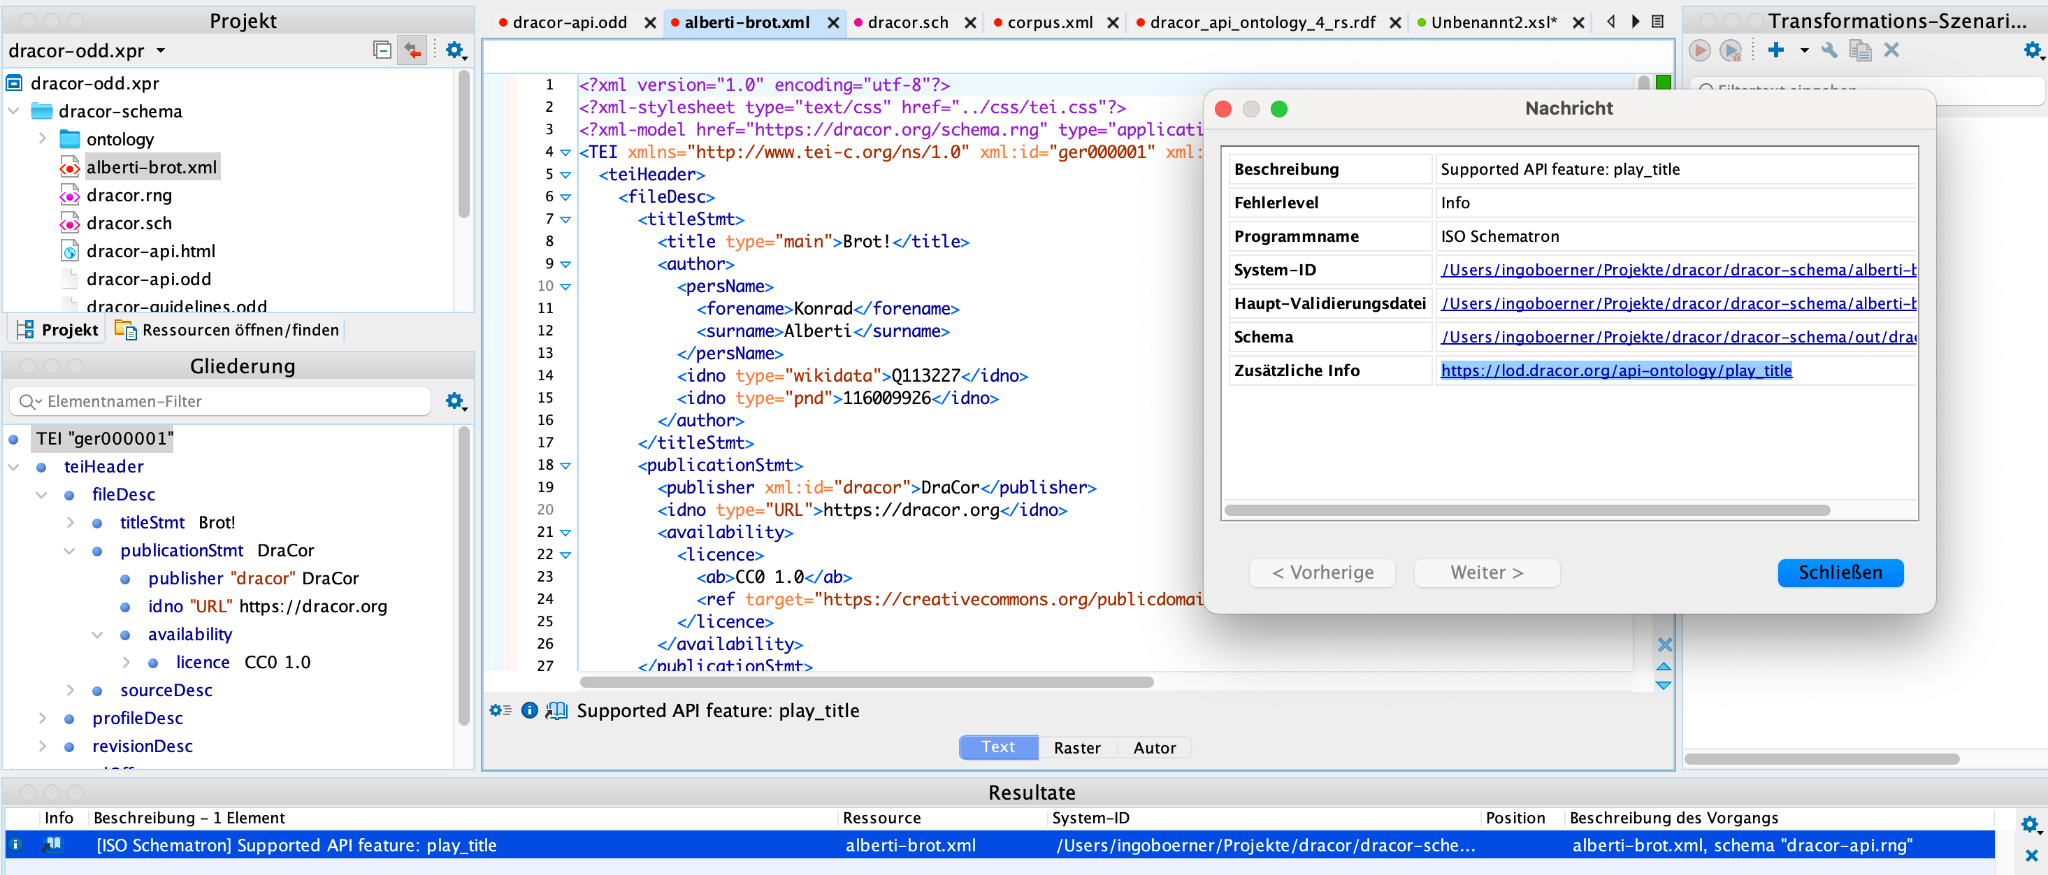 Projekt
dracor-odd.xpr
dracor-odd.xpr
dracor-schema
ontology
alberti-brot.xml
dracor.rng
dracor.sch
dracor-api.html
dracor-api.odd
dracor-guidelines.odd
Projekt
Ressourcen öffnen/finden
Gliederung
Elementnamen-Filter
TEI "ger000001"
teiHeader
fileDesc
titleStmt Brot!
publicationStmt DraCor
publisher "dracor" DraCor
idno "URL" https://dracor.org
availability
licence CC0 1.0
sourceDesc
profileDesc
revisionDesc
dracor-api.odd
alberti-brot.xml
dracor.sch
corpus.xml
dracor_api_ontology_4_rs.rdf
Unbenannt2.xsl*
1 <?xml version="1.0" encoding="utf-8"?>
2 <?xml-stylesheet type="text/css" href="../css/tei.css"?>
3 <?xml-model href="https://dracor.org/schema.rng" type="applicati
4 <TEI xmlns="http://www.tei-c.org/ns/1.0" xml:id="ger000001" xml:
5 <teiHeader>
6 <fileDesc>
7 <titleStmt>
8 <title type="main">Brot!</title>
9 <author>
10 <persName>
11 <forename>Konrad</forename>
12 <surname>Alberti</surname>
13 </persName>
14 <idno type="wikidata">Q113227</idno>
15 <idno type="pnd">116009926</idno>
16 </author>
17 </titleStmt>
18 <publicationStmt>
19 <publisher xml:id="dracor">DraCor</publisher>
20 <idno type="URL">https://dracor.org</idno>
21 <availability>
22 <licence>
23 <ab>CC0 1.0</ab>
24 <ref target="https://creativecommons.org/publicdomai
25 </licence>
26 </availability>
27 </publicationStmt>
Supported API feature: play_title
Text
Raster
Autor
Transformations-Szenari...
Filtertext eingeben
Nachricht
Beschreibung Supported API feature: play_title
Fehlerlevel Info
Programmname ISO Schematron
System-ID /Users/ingoboerner/Projekte/dracor/dracor-schema/alberti-b
Haupt-Validierungsdatei /Users/ingoboerner/Projekte/dracor/dracor-schema/alberti-b
Schema /Users/ingoboerner/Projekte/dracor/dracor-schema/out/drac
Zusätzliche Info https://lod.dracor.org/api-ontology/play_title
< Vorherige
Weiter >
Schließen
Resultate
Info Beschreibung - 1 Element Ressource System-ID Position Beschreibung des Vorgangs
[ISO Schematron] Supported API feature: play_title alberti-brot.xml /Users/ingoboerner/Projekte/dracor/dracor-sche... alberti-brot.xml, schema "dracor-api.rng"